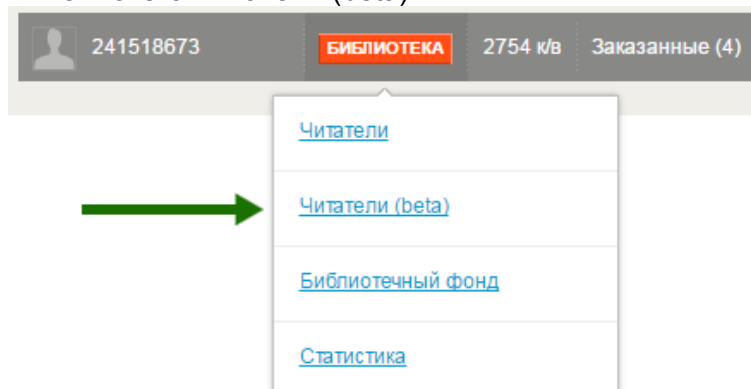 241518673 БИБЛИОТЕКА 2754 к/в Заказанные (4)
Читатели
Читатели (beta)
Библиотечный фонд
Статистика